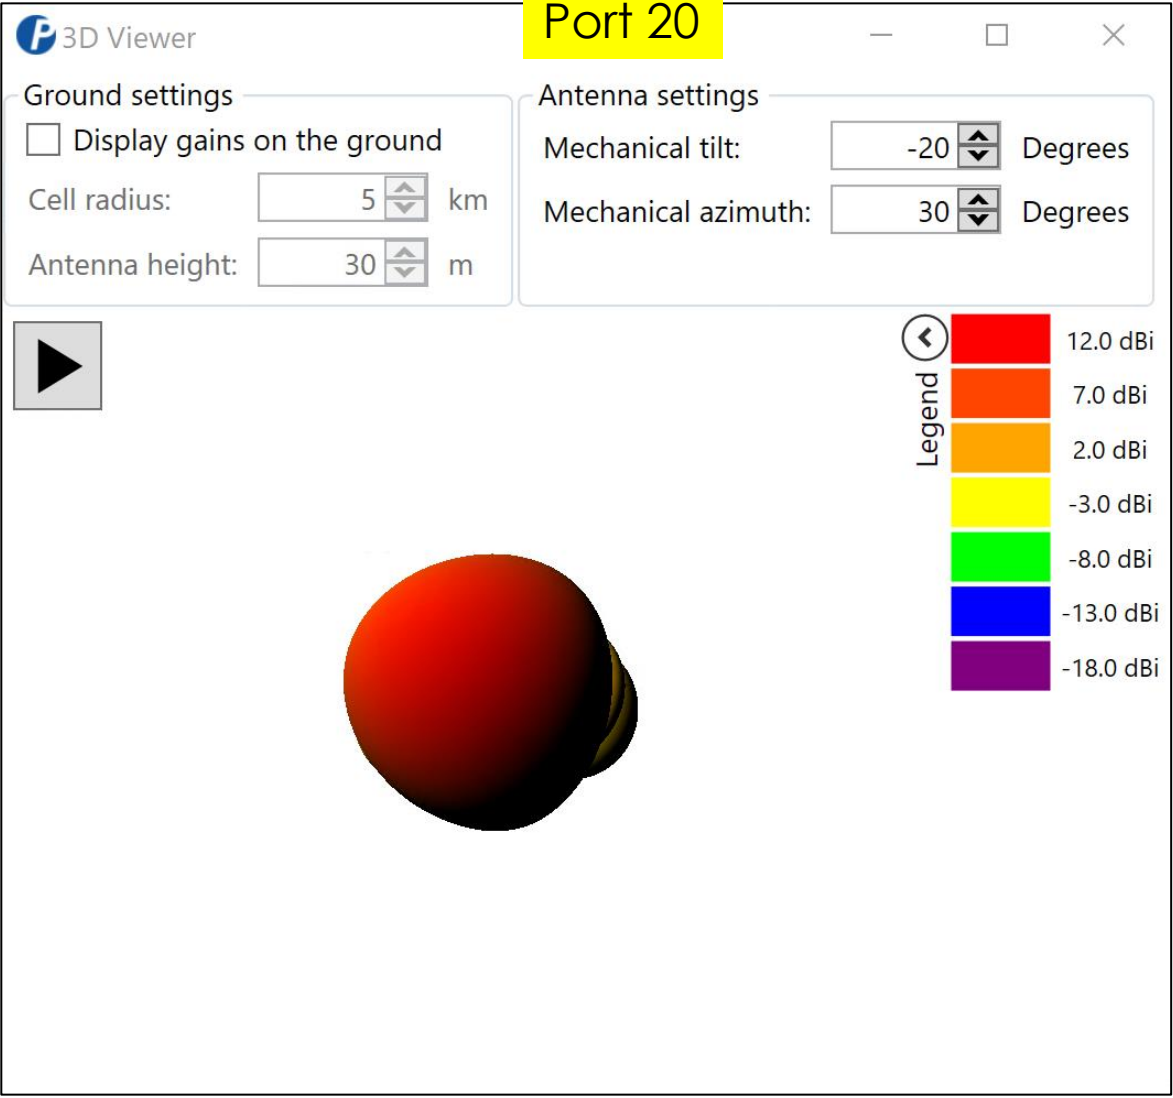 Port 20
3D Viewer
Ground settings
Display gains on the ground
Cell radius: 5 km
Antenna height: 30 m
Antenna settings
Mechanical tilt: -20 Degrees
Mechanical azimuth: 30 Degrees
Legend
12.0 dBi
7.0 dBi
2.0 dBi
-3.0 dBi
-8.0 dBi
-13.0 dBi
-18.0 dBi